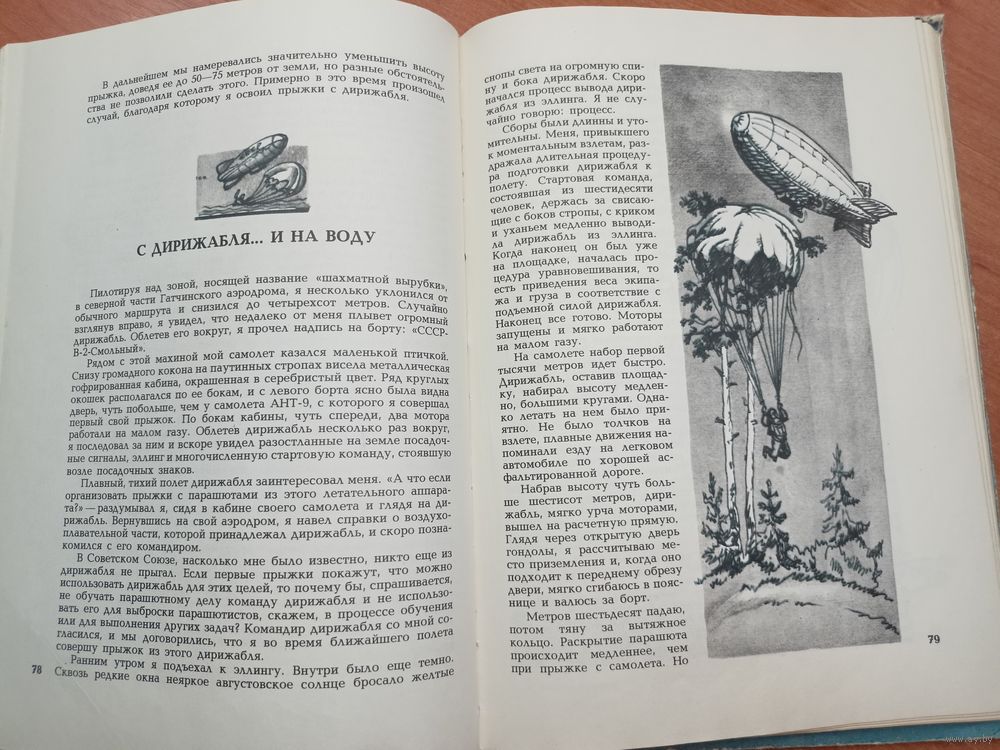 В дальнейшем мы намеревались значительно уменьшить высоту
прыжка, доведя ее до 50—75 метров от земли, но разные обстоятель-
ства не позволили сделать этого. Примерно в это время произошел
случай, благодаря которому я освоил прыжки с дирижабля.
С ДИРИЖАБЛЯ... И НА ВОДУ
Пилотируя над зоной, носящей название «шахматной вырубки»,
в северной части Гатчинского аэродрома, я несколько уклонился от
обычного маршрута и снизился до четырехсот метров. Случайно
взглянув вправо, я увидел, что недалеко от меня плывет огромный
дирижабль. Облетев его вокруг, я прочел надпись на борту: «СССР-
В-2-Смольный».
Рядом с этой махиной мой самолет казался маленькой птичкой.
Снизу громадного кокона на паутинных стропах висела металлическая
гофрированная кабина, окрашенная в серебристый цвет. Ряд круглых
окошек располагался по ее бокам, и с левого борта ясно была видна
дверь, чуть побольше, чем у самолета АНТ-9, с которого я совершал
первый свой прыжок. По бокам кабины, чуть спереди, два мотора
работали на малом газу. Облетев дирижабль несколько раз вокруг,
я последовал за ним и вскоре увидел разостланные на земле посадоч-
ные сигналы, эллинг и многочисленную стартовую команду, стоявшую
возле посадочных знаков.
Плавный, тихий полет дирижабля заинтересовал меня. «А что если
организовать прыжки с парашютами из этого летательного аппара-
та?» — раздумывал я, сидя в кабине своего самолета и глядя на ди-
рижабль. Вернувшись на свой аэродром, я навел справки о воздухо-
плавательной части, которой принадлежал дирижабль, и скоро позна-
комился с его командиром.
В Советском Союзе, насколько мне было известно, никто еще из
дирижабля не прыгал. Если первые прыжки покажут, что можно
использовать дирижабль для этих целей, то почему бы, спрашивается,
не обучать парашютному делу команду дирижабля и не использо-
вать его для выброски парашютистов, скажем, в процессе обучения
или для выполнения других задач? Командир дирижабля со мной со-
гласился, и мы договорились, что я во время ближайшего полета
совершу прыжок из этого дирижабля.
Ранним утром я подъехал к эллингу. Внутри было еще темно.
Сквозь редкие окна неяркое августовское солнце бросало желтые
78
снопы света на огромную спи-
ну и бока дирижабля. Скоро
начался процесс вывода дири-
жабля из эллинга. Я не слу-
чайно говорю: процесс.
Сборы были длинны и уто-
мительны. Меня, привыкшего
к моментальным взлетам, раз-
дражала длительная процеду-
ра подготовки дирижабля к
полету. Стартовая команда,
состоявшая из шестидесяти
человек, держась за свисаю-
щие с боков стропы, с криком
и уханьем медленно выводи-
ла дирижабль из эллинга.
Когда наконец он был уже
на площадке, началась про-
цедура уравновешивания, то
есть приведения веса экипа-
жа и груза в соответствие с
подъемной силой дирижабля.
Наконец все готово. Моторы
запущены и мягко работают
на малом газу.
На самолете набор первой
тысячи метров идет быстро.
Дирижабль, оставив площад-
ку, набирал высоту медлен-
но, большими кругами. Одна-
ко летать на нем было при-
ятно. Не было толчков на
взлете, плавные движения на-
поминали езду на легковом
автомобиле по хорошей ас-
фальтированной дороге.
Набрав высоту чуть боль-
ше шестисот метров, дири-
жабль, мягко урча моторами,
вышел на расчетную прямую.
Глядя через открытую дверь
гондолы, я рассчитываю ме-
сто приземления и, когда оно
подходит к переднему обрезу
двери, мягко сгибаюсь в пояс-
нице и валюсь за борт.
Метров шестьдесят падаю,
потом тяну за вытяжное
кольцо. Раскрытие парашюта
происходит медленнее, чем
при прыжке с самолета. Но
79
www.ay.by